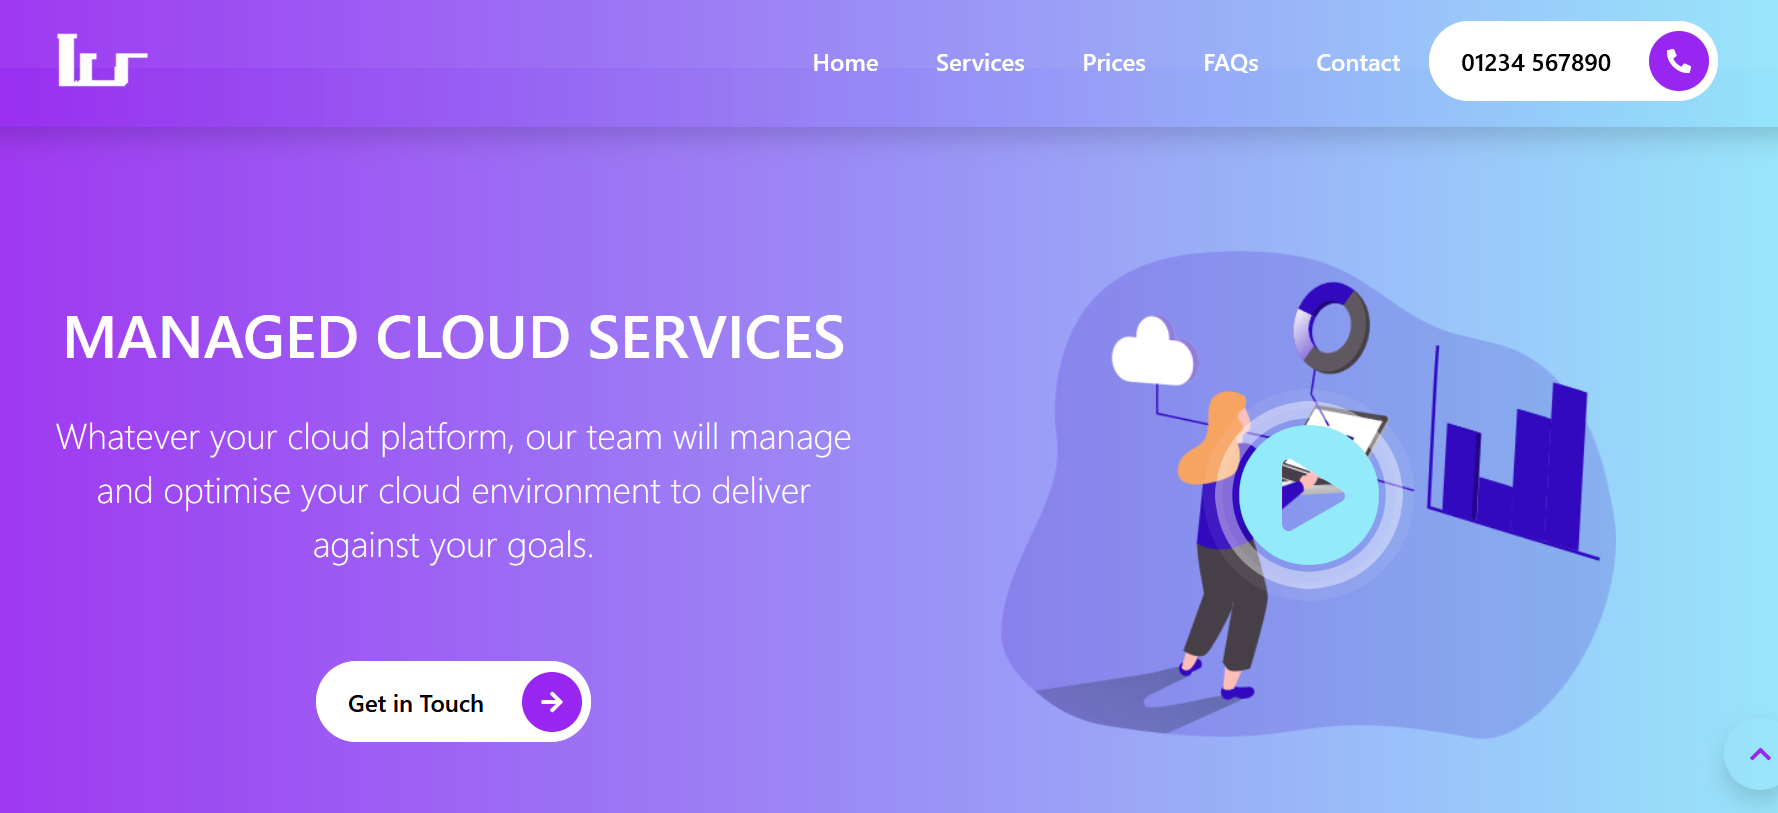 Home Services Prices FAQs Contact 01234 567890
MANAGED CLOUD SERVICES
Whatever your cloud platform, our team will manage
and optimise your cloud environment to deliver
against your goals.
Get in Touch